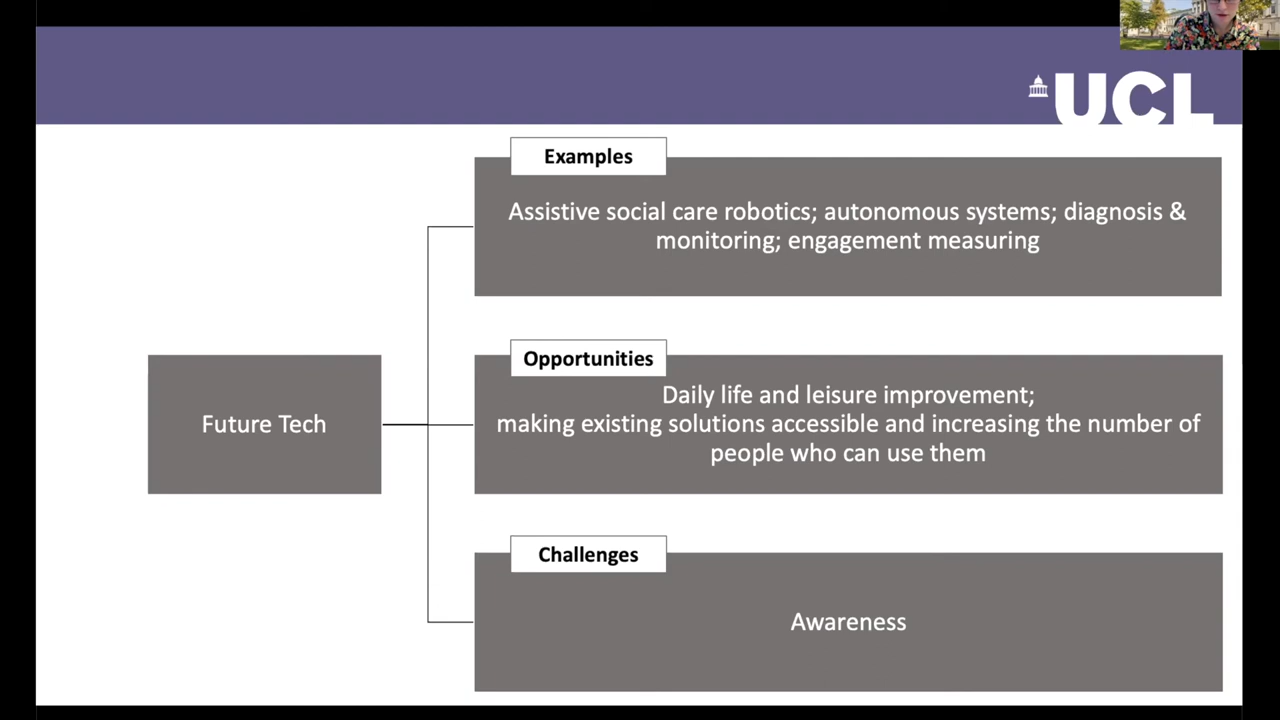 UCL
Examples
Assistive social care robotics; autonomous systems; diagnosis &
monitoring; engagement measuring
Future Tech
Opportunities
Daily life and leisure improvement;
making existing solutions accessible and increasing the number of
people who can use them
Challenges
Awareness